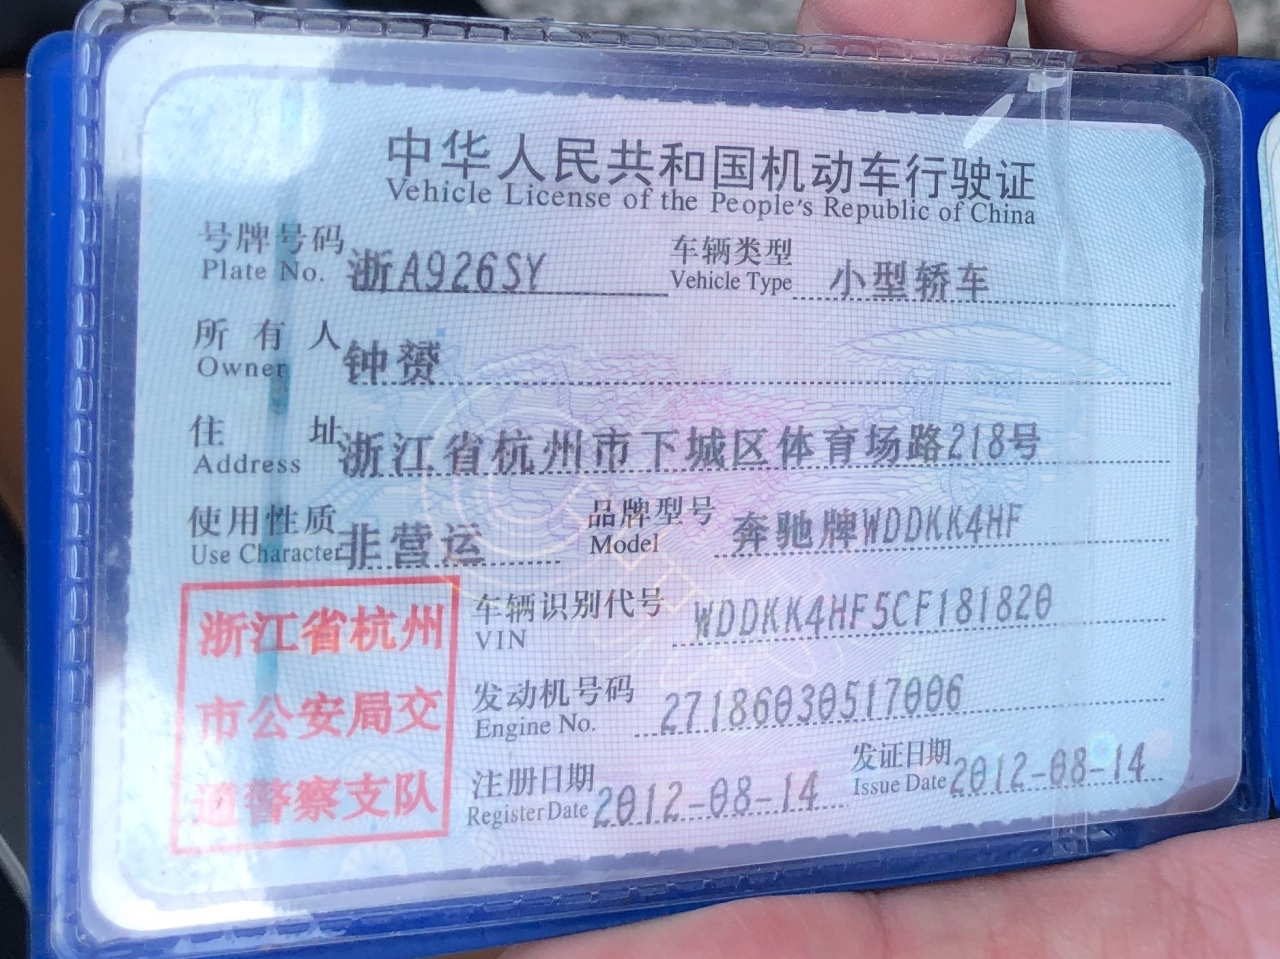 中华人民共和国机动车行驶证
Vehicle License of the People's Republic of China
号牌号码 浙A926SY 车辆类型 小型轿车
Plate No. Vehicle Type
所有人 钟赟
Owner
住址 浙江省杭州市下城区体育场路218号
Address
使用性质 非营运 品牌型号 奔驰牌WDDKK4HF
Use Character Model
浙江省杭州
市公安局交
通警察支队
车辆识别代号 WDDKK4HF5CF181820
VIN
发动机号码 27186030517006
Engine No.
注册日期 2012-08-14 发证日期 2012-08-14
Register Date Issue Date